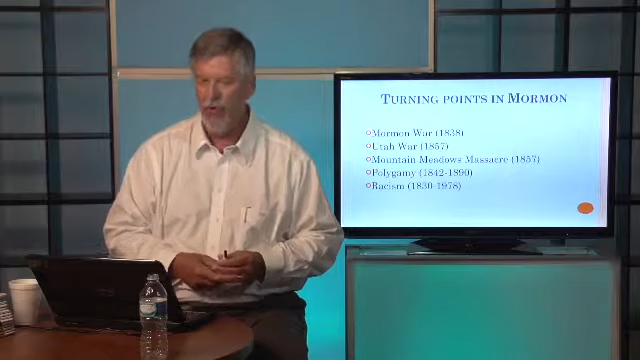 TURNING POINTS IN MORMON
Mormon War (1838)
Utah War (1857)
Mountain Meadows Massacre (1857)
Polygamy (1842-1890)
Racism (1830-1978)